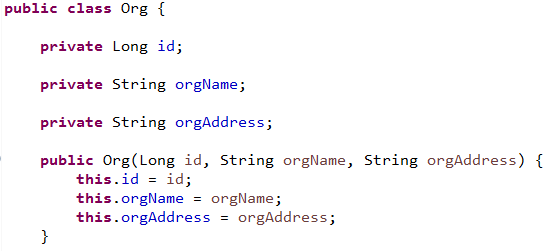 public class Org {
private Long id;
private String orgName;
private String orgAddress;
public Org(Long id, String orgName, String orgAddress) {
this.id = id;
this.orgName = orgName;
this.orgAddress = orgAddress;
}